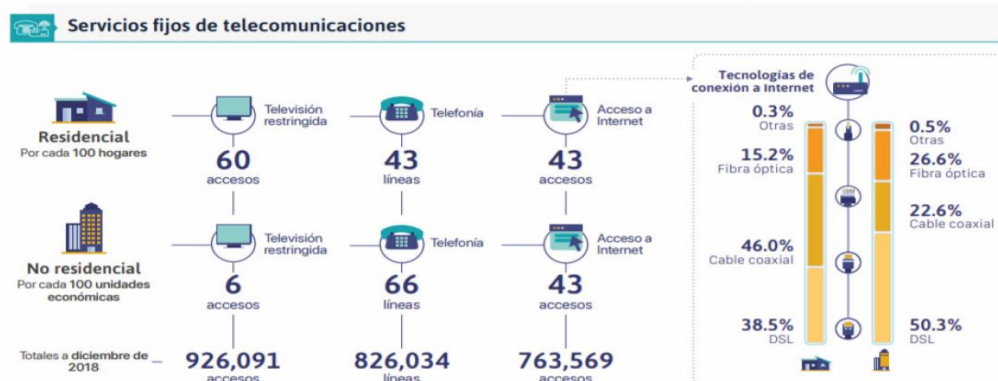 Servicios fijos de telecomunicaciones
Residencial
Por cada 100 hogares
Televisión
restringida
60
accesos
Telefonía
43
líneas
Acceso a
Internet
43
accesos
No residencial
Por cada 100 unidades
económicas
Televisión
restringida
6
accesos
Telefonía
66
líneas
Acceso a
Internet
43
accesos
Totales a diciembre de
2018
926,091
accesos
826,034
líneas
763,569
accesos
Tecnologías de
conexión a Internet
0.3%
Otras
15.2%
Fibra óptica
46.0%
Cable coaxial
38.5%
DSL
0.5%
Otras
26.6%
Fibra óptica
22.6%
Cable coaxial
50.3%
DSL